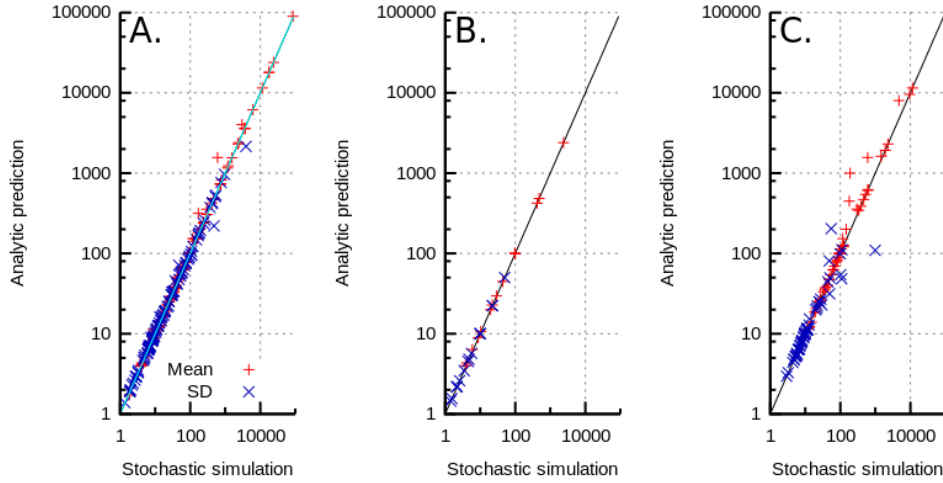 A.
Analytic prediction
100000
10000
1000
100
10
1
Mean +
SD ×
1 100 10000
Stochastic simulation
B.
Analytic prediction
100000
10000
1000
100
10
1
1 100 10000
Stochastic simulation
C.
Analytic prediction
100000
10000
1000
100
10
1
1 100 10000
Stochastic simulation